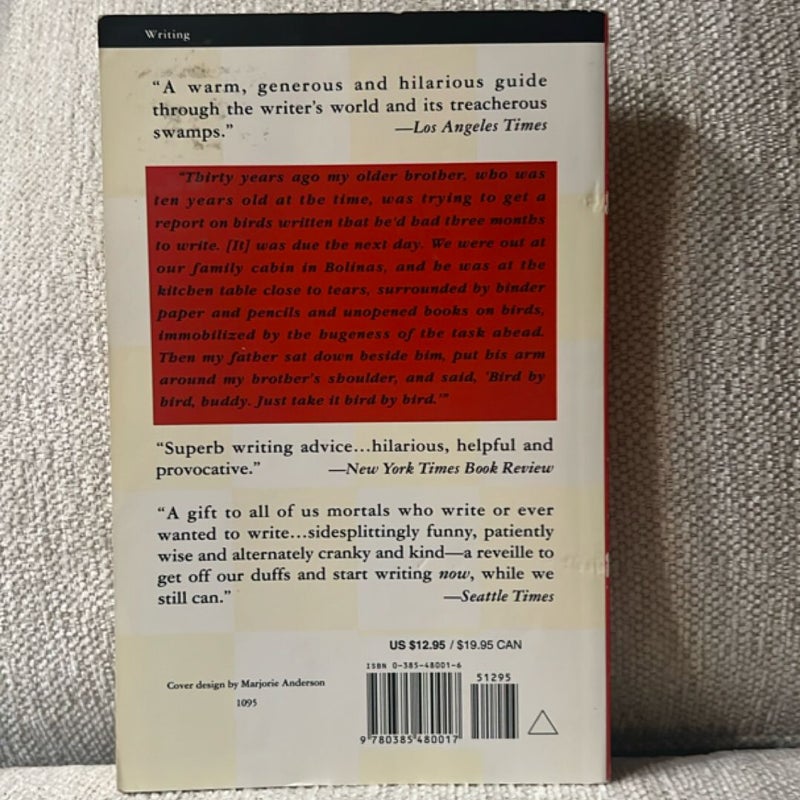 Writing
“A warm, generous and hilarious guide
through the writer’s world and its treacherous
swamps.” —Los Angeles Times
“Thirty years ago my older brother, who was
ten years old at the time, was trying to get a
report on birds written that he’d had three months
to write. [It] was due the next day. We were out at
our family cabin in Bolinas, and he was at the
kitchen table close to tears, surrounded by binder
paper and pencils and unopened books on birds,
immobilized by the hugeness of the task ahead.
Then my father sat down beside him, put his arm
around my brother’s shoulder, and said, ‘Bird by
bird, buddy. Just take it bird by bird.’”
“Superb writing advice...hilarious, helpful and
provocative.” —New York Times Book Review
“A gift to all of us mortals who write or ever
wanted to write...sidesplittingly funny, patiently
wise and alternately cranky and kind—a reveille to
get off our duffs and start writing now, while we
still can.” —Seattle Times
US $12.95 / $19.95 CAN
ISBN 0-385-48001-6
51295
Cover design by Marjorie Anderson
1095
9 780385 480017